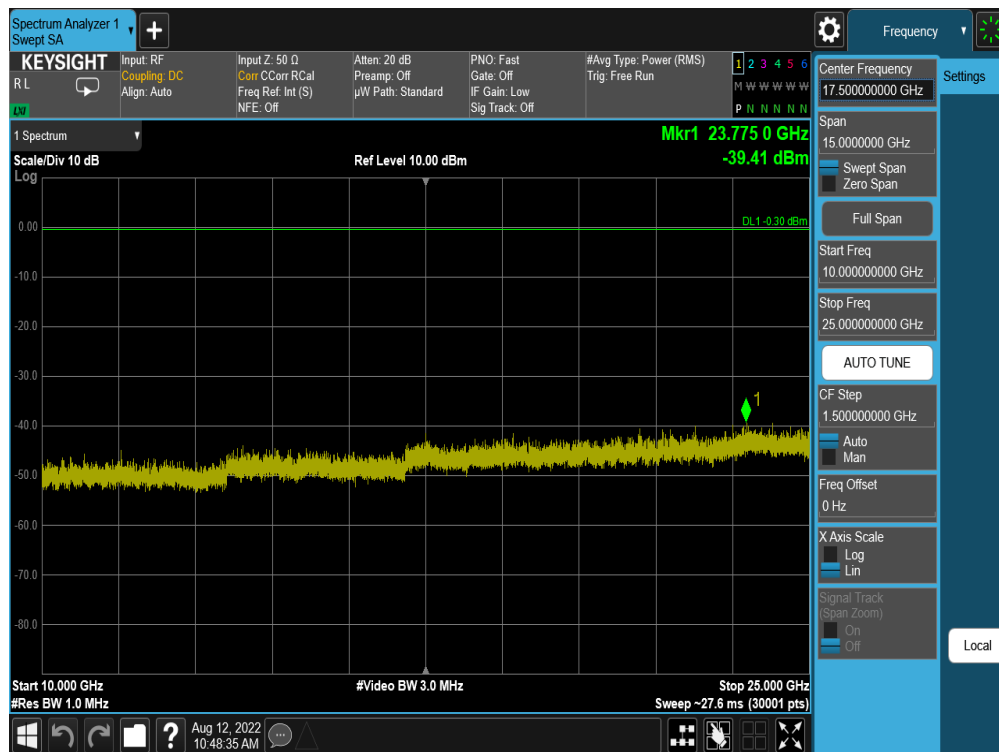 Spectrum Analyzer 1
Swept SA
Frequency
KEYSIGHT
R L
LXI
Input: RF
Coupling: DC
Align: Auto
Input Z: 50 Ω
Corr CCorr RCal
Freq Ref: Int (S)
NFE: Off
Atten: 20 dB
Preamp: Off
µW Path: Standard
PNO: Fast
Gate: Off
IF Gain: Low
Sig Track: Off
#Avg Type: Power (RMS)
Trig: Free Run
1 2 3 4 5 6
M W W W W W
P N N N N N
1 Spectrum
Mkr1 23.775 0 GHz
Scale/Div 10 dB
Ref Level 10.00 dBm
-39.41 dBm
Log
DL1 -0.30 dBm
0.00
-10.0
-20.0
-30.0
1
-40.0
-50.0
-60.0
-70.0
-80.0
Start 10.000 GHz
#Video BW 3.0 MHz
Stop 25.000 GHz
#Res BW 1.0 MHz
Sweep ~27.6 ms (30001 pts)
Center Frequency
17.500000000 GHz
Settings
Span
15.0000000 GHz
Swept Span
Zero Span
Full Span
Start Freq
10.000000000 GHz
Stop Freq
25.000000000 GHz
AUTO TUNE
CF Step
1.500000000 GHz
Auto
Man
Freq Offset
0 Hz
X Axis Scale
Log
Lin
Signal Track
(Span Zoom)
On
Off
Local
?
Aug 12, 2022
10:48:35 AM